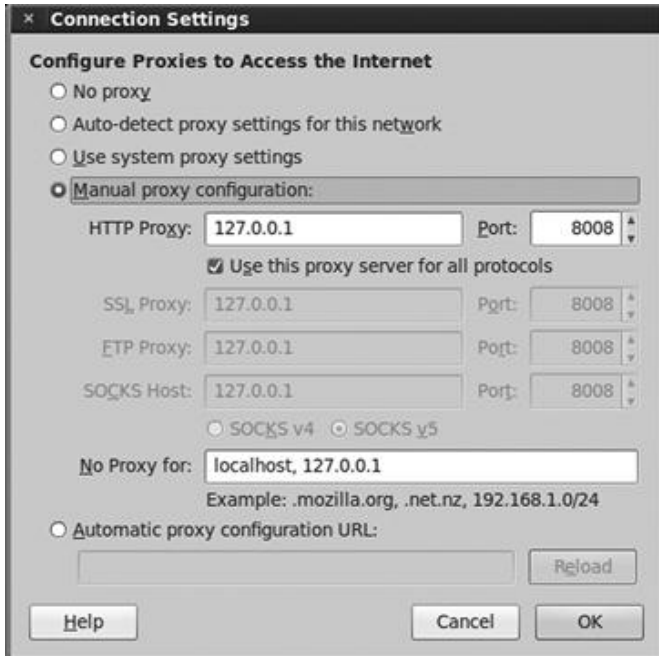 × Connection Settings
Configure Proxies to Access the Internet
No proxy
Auto-detect proxy settings for this network
Use system proxy settings
Manual proxy configuration:
HTTP Proxy: 127.0.0.1 Port: 8008
Use this proxy server for all protocols
SSL Proxy: 127.0.0.1 Port: 8008
FTP Proxy: 127.0.0.1 Port: 8008
SOCKS Host: 127.0.0.1 Port: 8008
SOCKS v4 SOCKS v5
No Proxy for: localhost, 127.0.0.1
Example: .mozilla.org, .net.nz, 192.168.1.0/24
Automatic proxy configuration URL:
Reload
Help Cancel OK